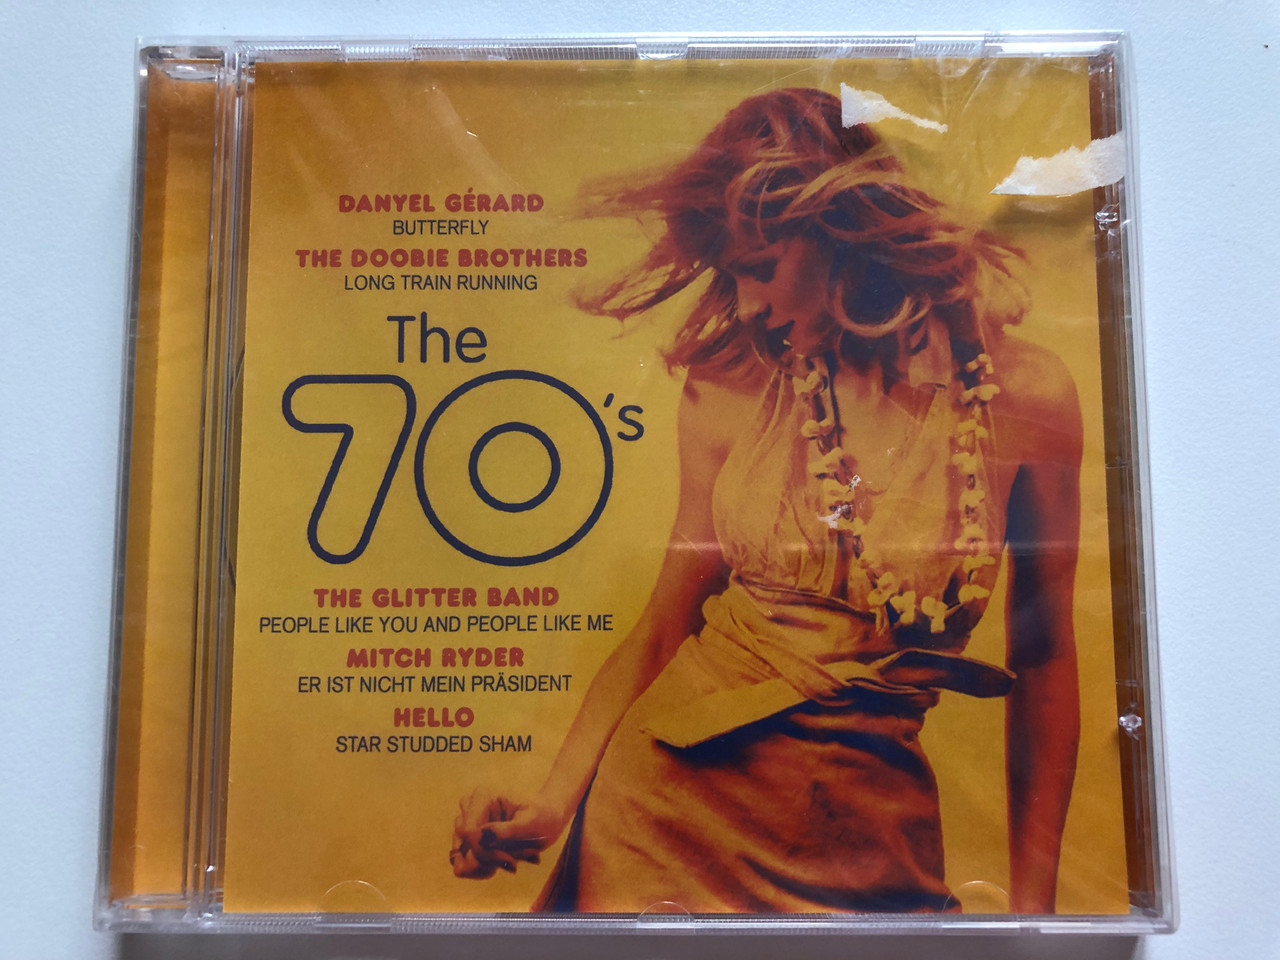 DANYEL GÉRARD
BUTTERFLY
THE DOOBIE BROTHERS
LONG TRAIN RUNNING
The
70's
THE GLITTER BAND
PEOPLE LIKE YOU AND PEOPLE LIKE ME
MITCH RYDER
ER IST NICHT MEIN PRÄSIDENT
HELLO
STAR STUDDED SHAM